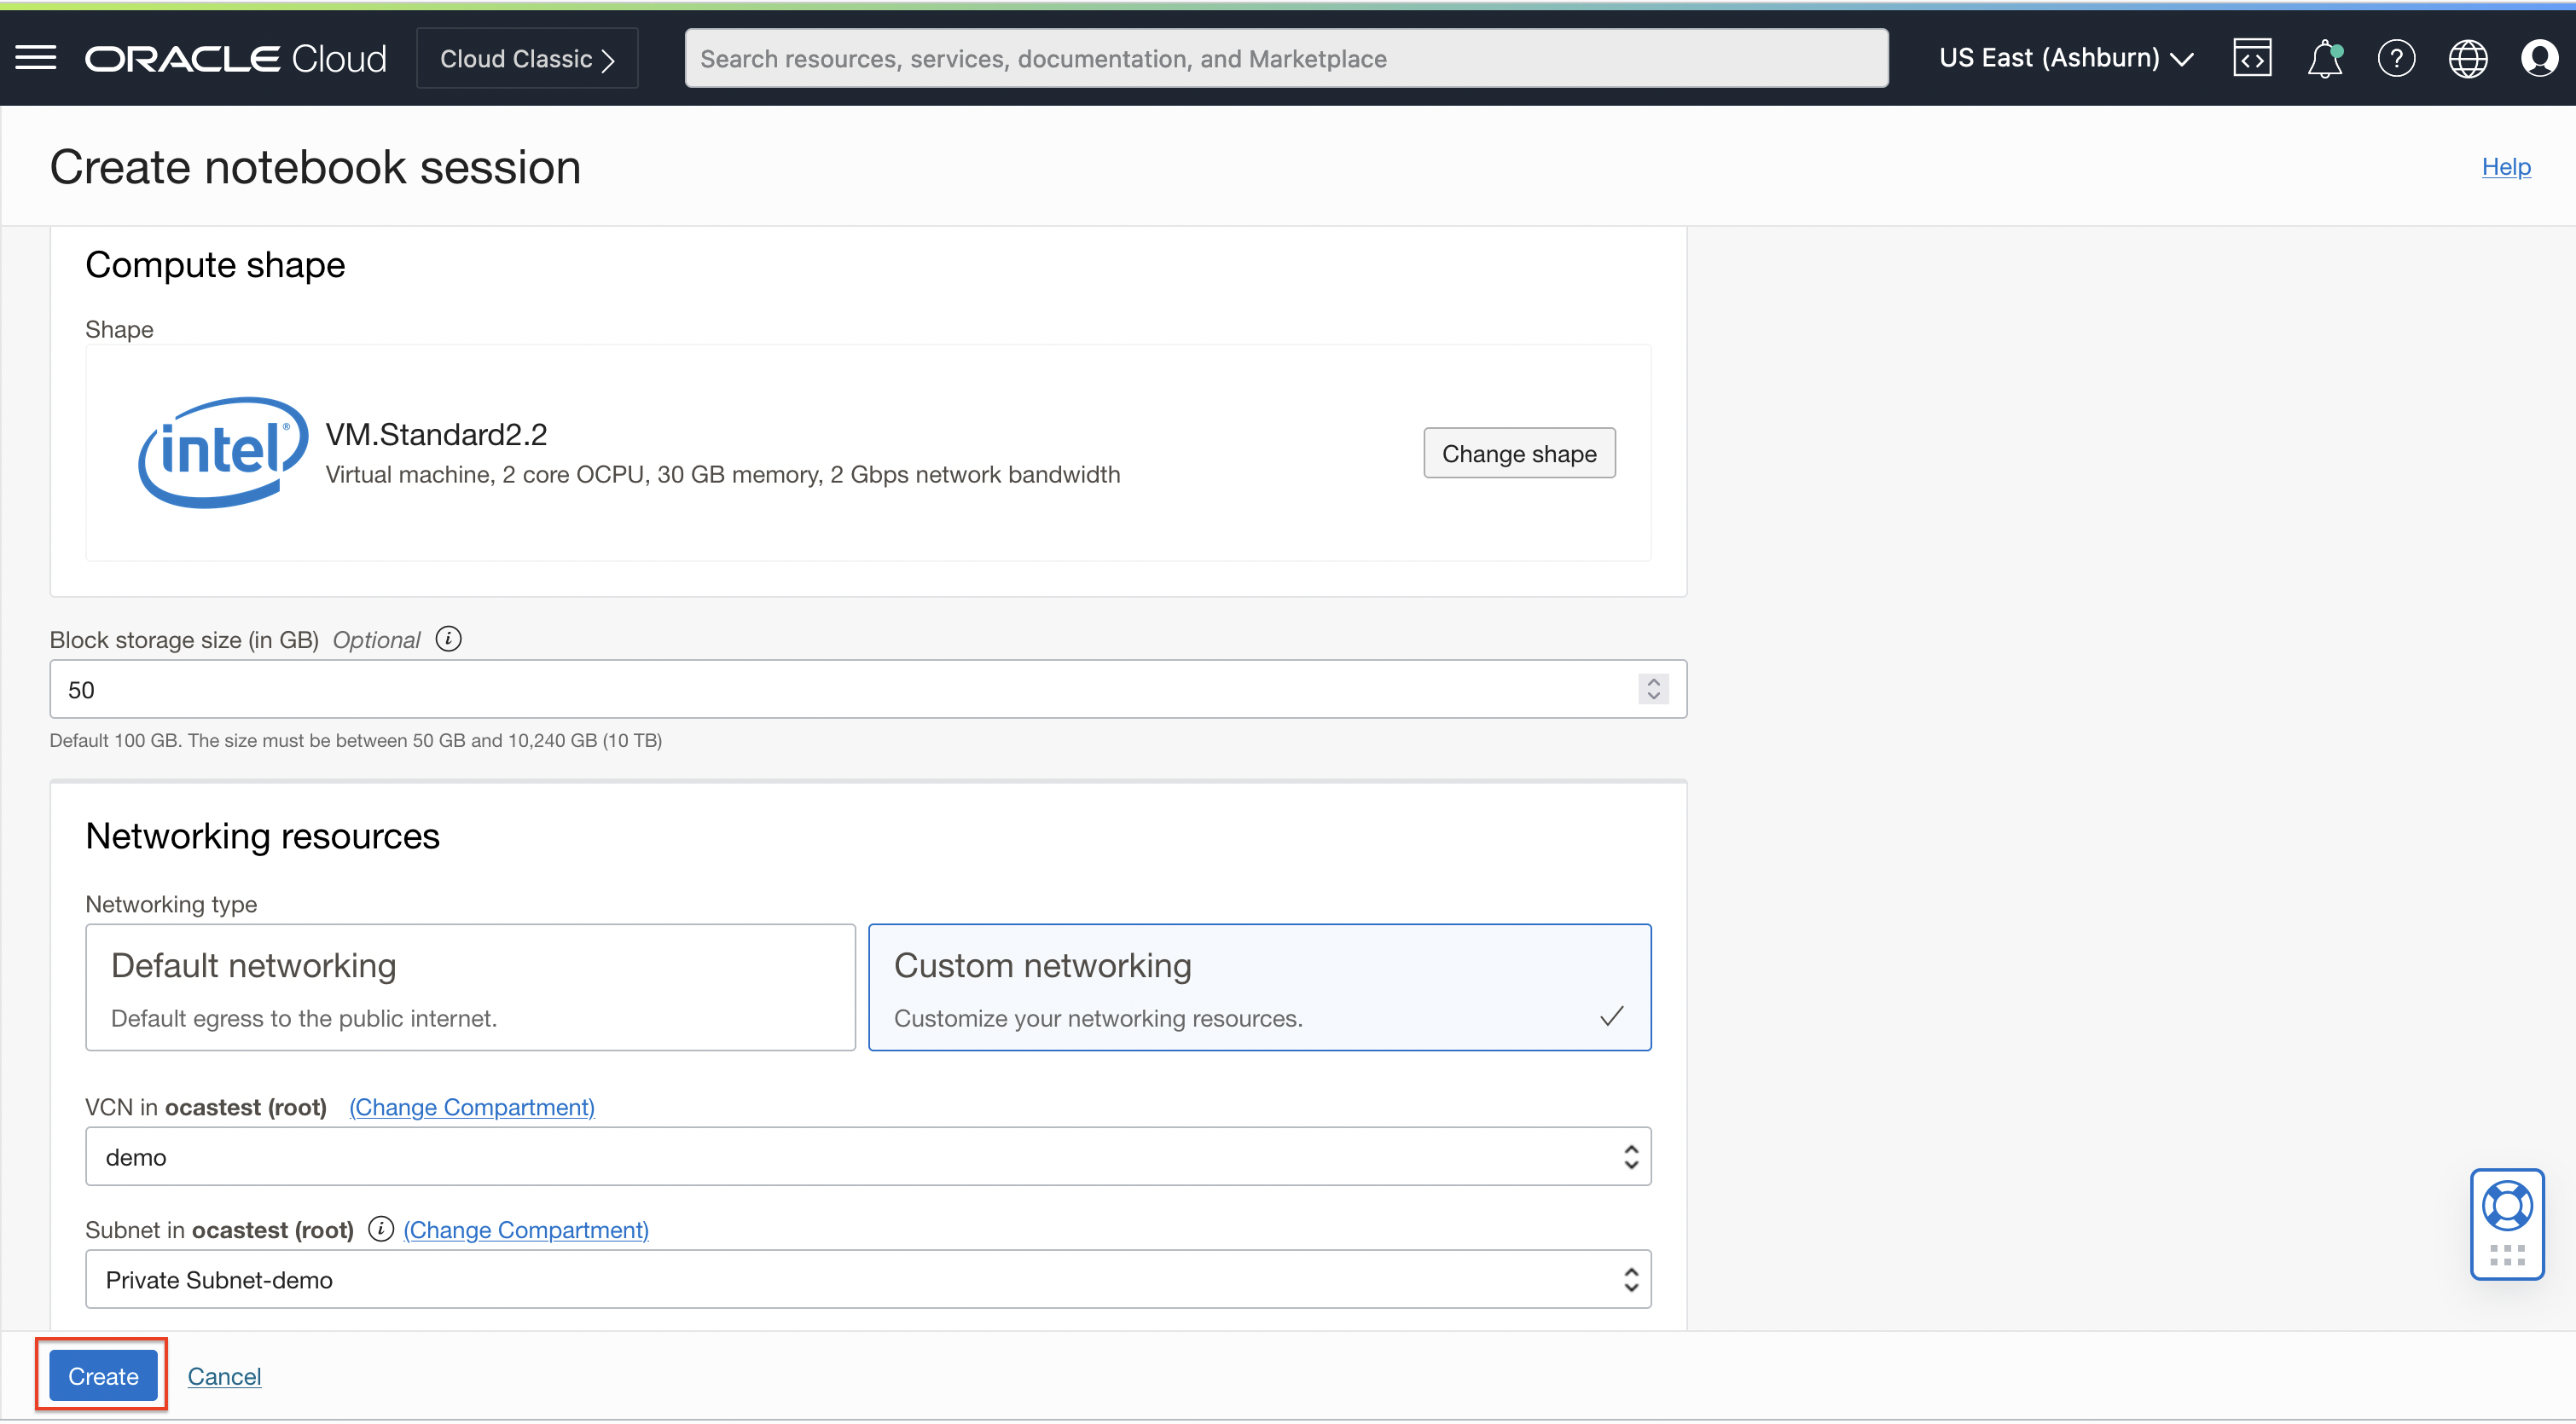 ORACLE Cloud
Cloud Classic
Search resources, services, documentation, and Marketplace
US East (Ashburn)
Create notebook session
Help
Compute shape
Shape
intel®
VM.Standard2.2
Virtual machine, 2 core OCPU, 30 GB memory, 2 Gbps network bandwidth
Change shape
Block storage size (in GB) Optional
50
Default 100 GB. The size must be between 50 GB and 10,240 GB (10 TB)
Networking resources
Networking type
Default networking
Default egress to the public internet.
Custom networking
Customize your networking resources.
VCN in ocastest (root) (Change Compartment)
demo
Subnet in ocastest (root) (Change Compartment)
Private Subnet-demo
Create
Cancel